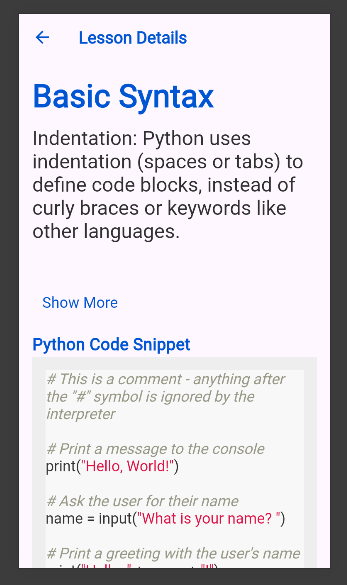 Lesson Details
Basic Syntax
Indentation: Python uses
indentation (spaces or tabs) to
define code blocks, instead of
curly braces or keywords like
other languages.
Show More
Python Code Snippet
# This is a comment - anything after
the "#" symbol is ignored by the
interpreter
# Print a message to the console
print("Hello, World!")
# Ask the user for their name
name = input("What is your name? ")
# Print a greeting with the user's name